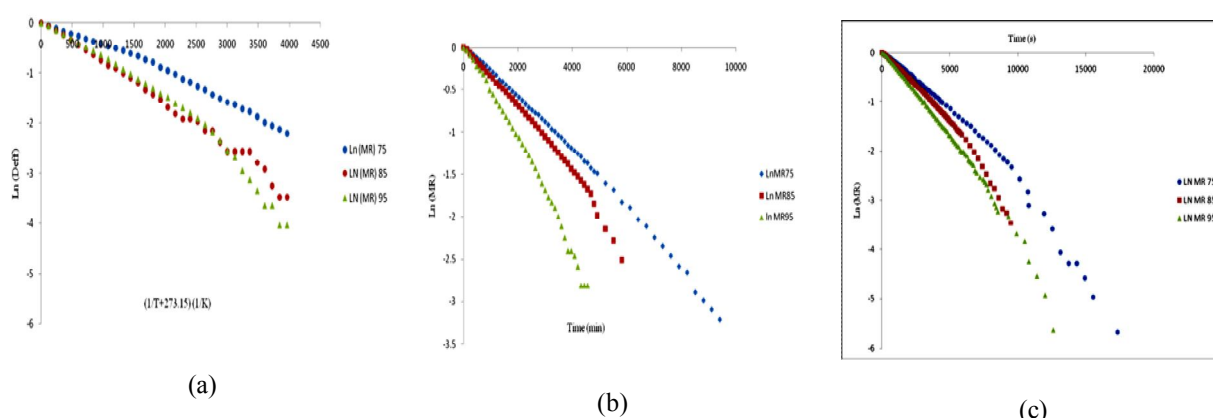 0
500
1000
1500
2000
2500
3000
3500
4000
4500
0
-1
-2
-3
-4
-5
-6
Ln (Deff)
Ln (MR) 75
LN (MR) 85
LN (MR) 95
(1/T+273.15) (1/K)
(a)
0
2000
4000
6000
8000
10000
0
-0.5
-1
-1.5
-2
-2.5
-3
-3.5
Ln (MR)
LnMR75
Ln MR85
ln MR95
Time (min)
(b)
Time (s)
0
5000
10000
15000
20000
0
-1
-2
-3
-4
-5
-6
Ln (MR)
LN MR 75
LN MR 85
LN MR 95
(c)